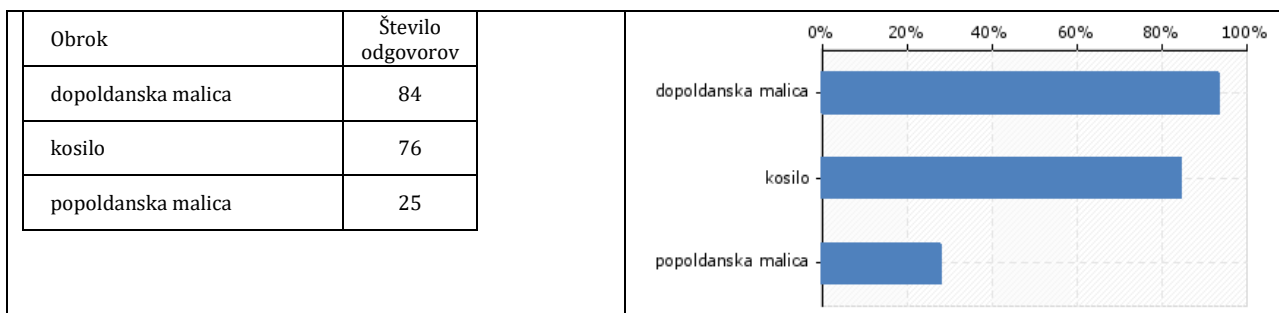 Obrok
Število
odgovorov
dopoldanska malica 84
kosilo 76
popoldanska malica 25
0% 20% 40% 60% 80% 100%
dopoldanska malica
kosilo
popoldanska malica